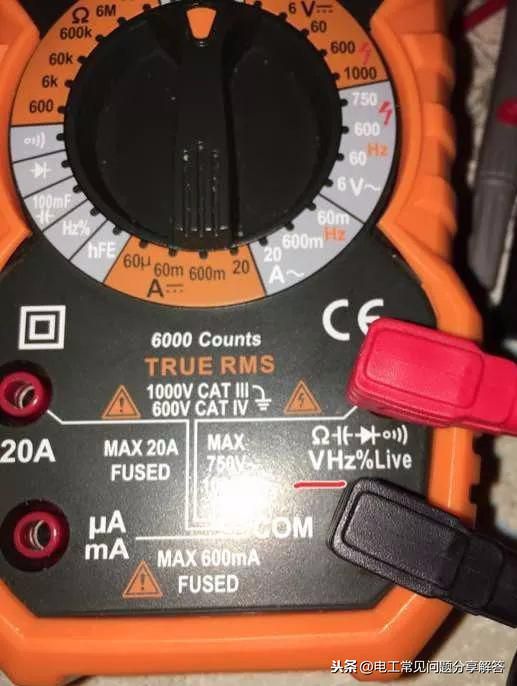 Ω 6M 6 V⎓
600k 60
60k 600
6k 1000
600 750
600
Hz
60
6 V~
100mF
Hz%
hFE
60m
Hz
600m
20
A~
60μ 60m 600m 20
A⎓
CE
6000 Counts
TRUE RMS
1000V CAT III
600V CAT IV
20A
MAX 20A
FUSED
MAX
750V~
VHz%Live
μA
mA
COM
MAX 600mA
FUSED
头条 @电工常见问题分享解答